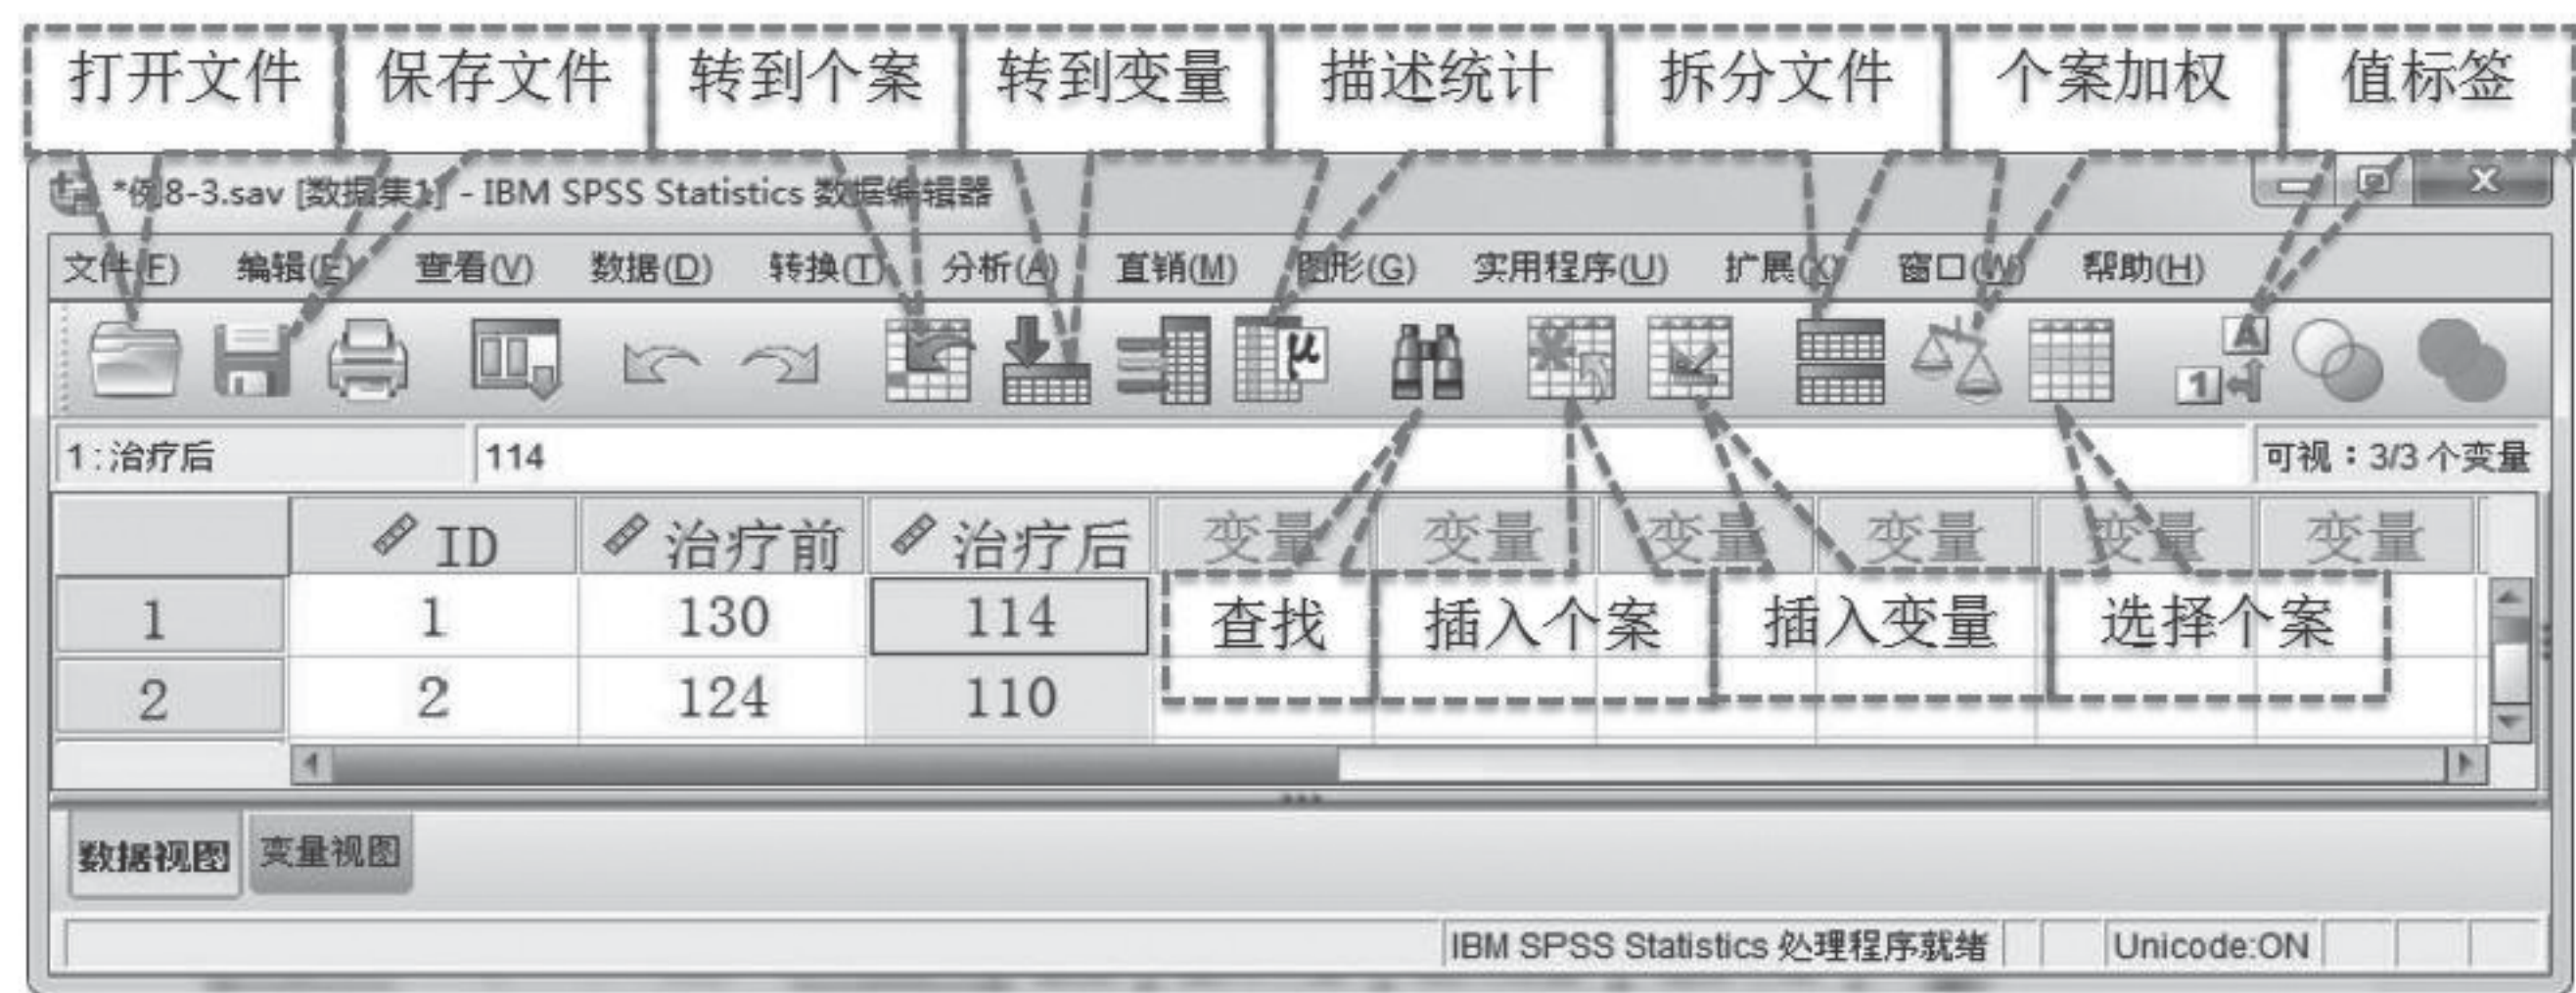 打开文件 保存文件 转到个案 转到变量 描述统计 拆分文件 个案加权 值标签
*例8-3.sav [数据集1] - IBM SPSS Statistics 数据编辑器
文件(F) 编辑(E) 查看(V) 数据(D) 转换(T) 分析(A) 直销(M) 图形(G) 实用程序(U) 扩展(X) 窗口(W) 帮助(H)
μ A 1
1:治疗后 114 可视：3/3 个变量
ID 治疗前 治疗后 变量 变量 变量 变量 变量 变量
1 1 130 114 查找 插入个案 插入变量 选择个案
2 2 124 110
数据视图 变量视图
IBM SPSS Statistics 处理程序就绪 Unicode:ON